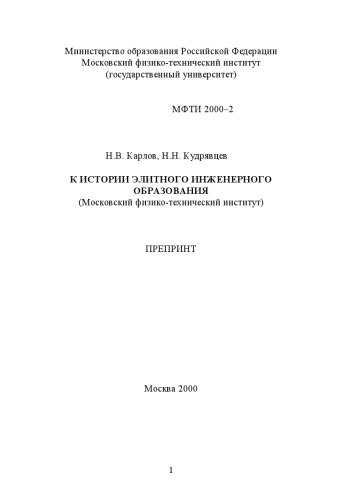 Министерство образования Российской Федерации
Московский физико-технический институт
(государственный университет)
МФТИ 2000–2
Н.В. Карлов, Н.Н. Кудрявцев
К ИСТОРИИ ЭЛИТНОГО ИНЖЕНЕРНОГО
ОБРАЗОВАНИЯ
(Московский физико-технический институт)
ПРЕПРИНТ
Москва 2000
1